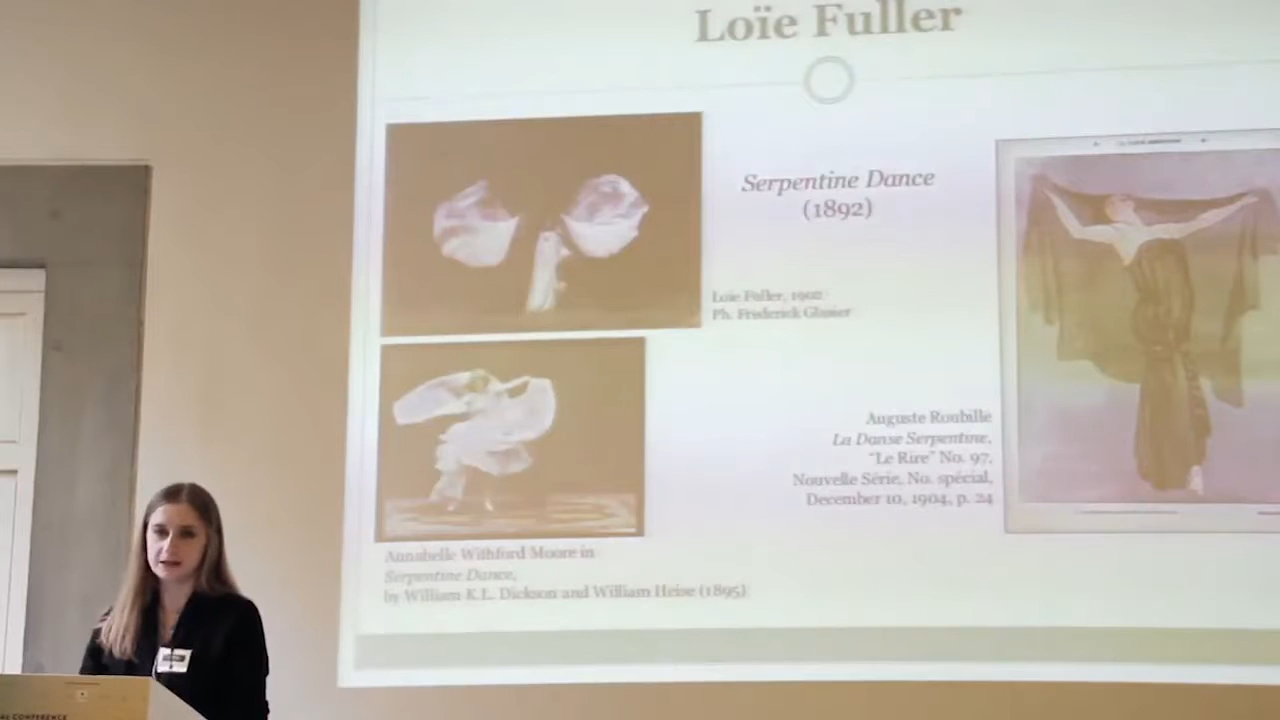 Loïe Fuller
Serpentine Dance
(1892)
Loïe Fuller, 1902
Ph. Frederick Glasier
Auguste Roubille
La Danse Serpentine,
“Le Rire” No. 97,
Nouvelle Série, No. spécial,
December 10, 1904, p. 24
Annabelle Withford Moore in
Serpentine Dance,
by William K.L. Dickson and William Heise (1895)
CONFERENCE